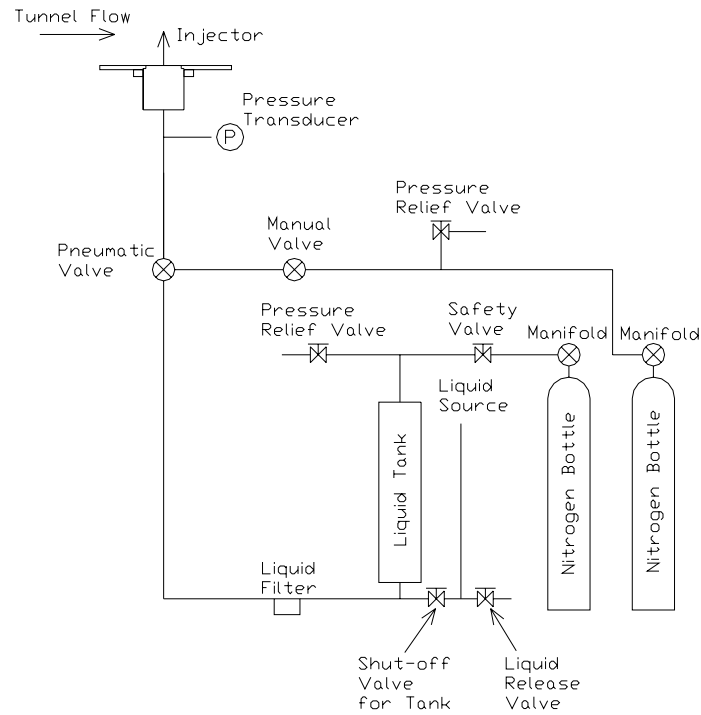 Tunnel Flow
Injector
Pressure
Transducer
P
Pressure
Relief Valve
Manual
Valve
Pneumatic
Valve
Pressure
Relief Valve
Safety
Valve
Manifold
Manifold
Liquid
Source
Liquid Tank
Nitrogen Bottle
Nitrogen Bottle
Liquid
Filter
Shut-off
Valve
for Tank
Liquid
Release
Valve